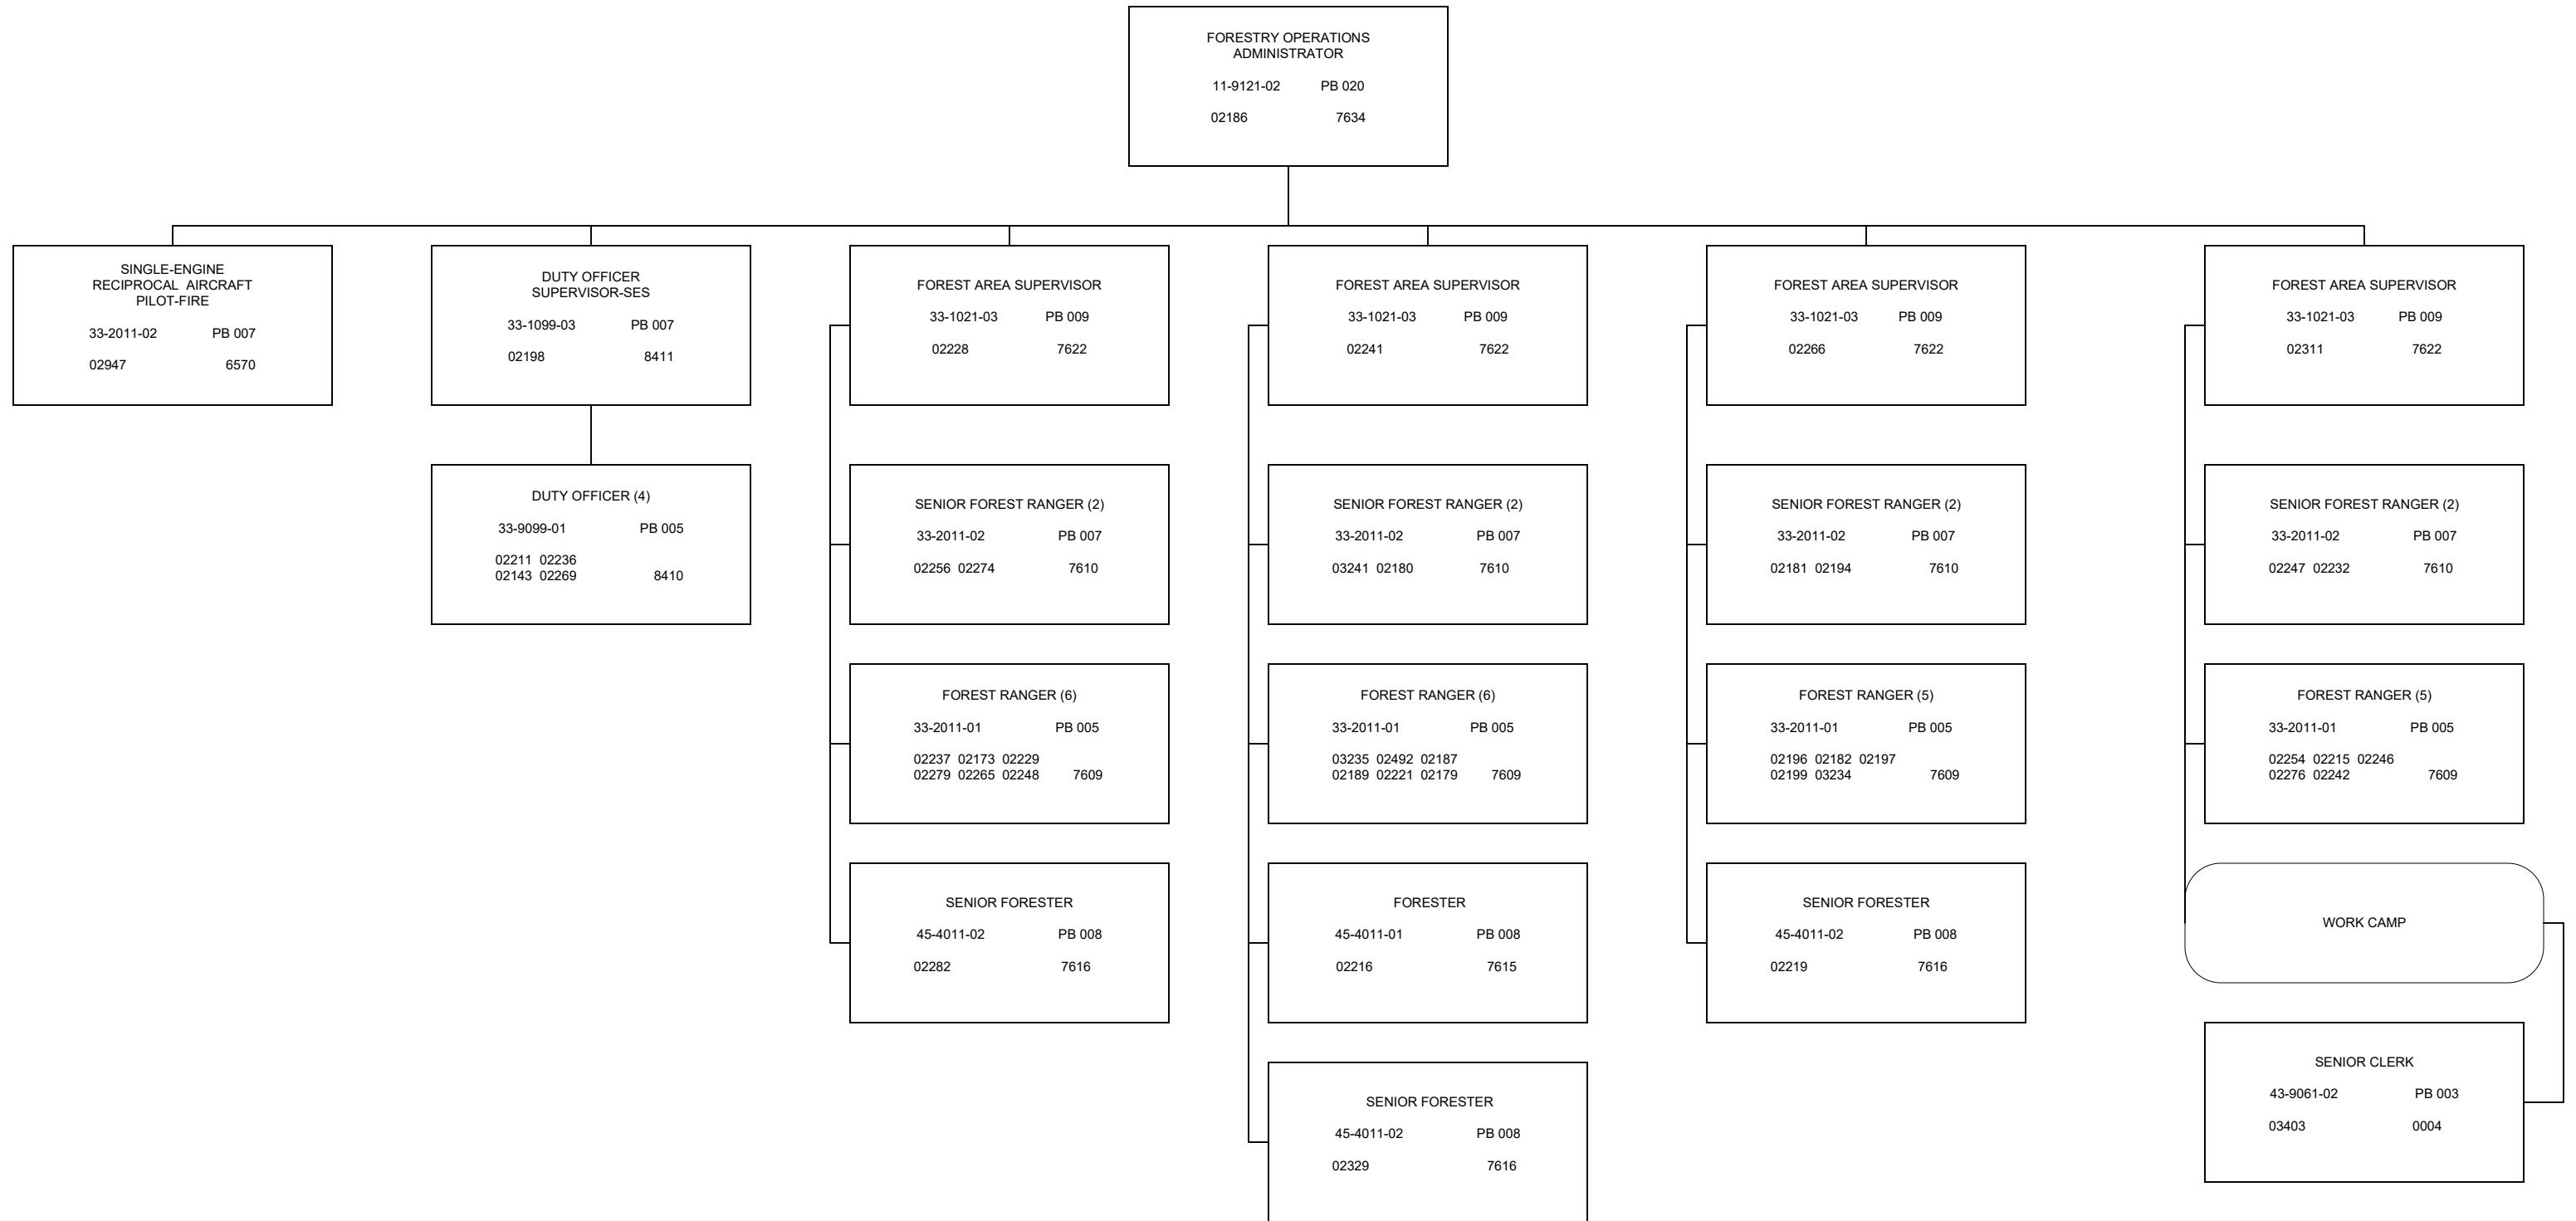 FORESTRY OPERATIONS
ADMINISTRATOR
11-9121-02 PB 020
02186 7634
SINGLE-ENGINE
RECIPROCAL AIRCRAFT
PILOT-FIRE
33-2011-02 PB 007
02947 6570
DUTY OFFICER
SUPERVISOR-SES
33-1099-03 PB 007
02198 8411
DUTY OFFICER (4)
33-9099-01 PB 005
02211 02236
02143 02269 8410
FOREST AREA SUPERVISOR
33-1021-03 PB 009
02228 7622
SENIOR FOREST RANGER (2)
33-2011-02 PB 007
02256 02274 7610
FOREST RANGER (6)
33-2011-01 PB 005
02237 02173 02229
02279 02265 02248 7609
SENIOR FORESTER
45-4011-02 PB 008
02282 7616
FOREST AREA SUPERVISOR
33-1021-03 PB 009
02241 7622
SENIOR FOREST RANGER (2)
33-2011-02 PB 007
03241 02180 7610
FOREST RANGER (6)
33-2011-01 PB 005
03235 02492 02187
02189 02221 02179 7609
FORESTER
45-4011-01 PB 008
02216 7615
SENIOR FORESTER
45-4011-02 PB 008
02329 7616
FOREST AREA SUPERVISOR
33-1021-03 PB 009
02266 7622
SENIOR FOREST RANGER (2)
33-2011-02 PB 007
02181 02194 7610
FOREST RANGER (5)
33-2011-01 PB 005
02196 02182 02197
02199 03234 7609
SENIOR FORESTER
45-4011-02 PB 008
02219 7616
FOREST AREA SUPERVISOR
33-1021-03 PB 009
02311 7622
SENIOR FOREST RANGER (2)
33-2011-02 PB 007
02247 02232 7610
FOREST RANGER (5)
33-2011-01 PB 005
02254 02215 02246
02276 02242 7609
WORK CAMP
SENIOR CLERK
43-9061-02 PB 003
03403 0004